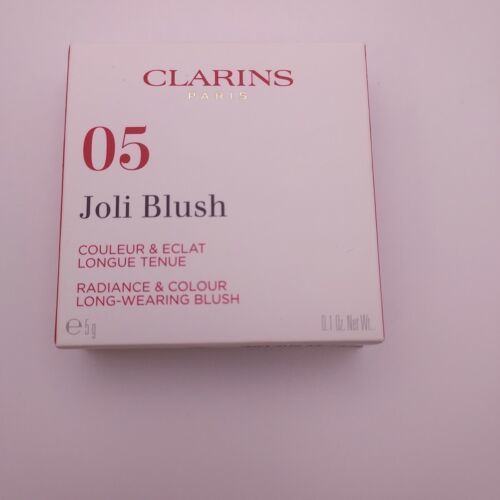 CLARINS
PARIS
05
Joli Blush
COULEUR & ECLAT
LONGUE TENUE
RADIANCE & COLOUR
LONG-WEARING BLUSH
℮ 5 g
0.1 Oz. Net Wt.